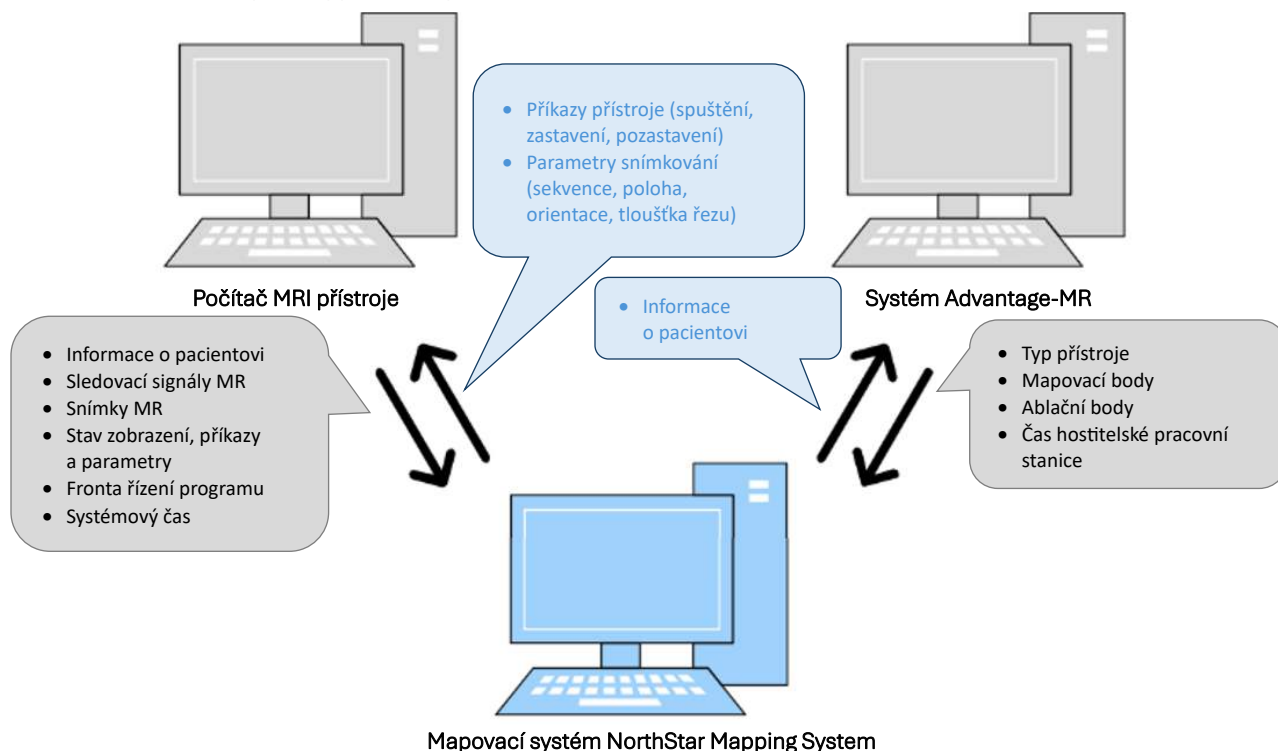 • Příkazy přístroje (spuštění,
zastavení, pozastavení)
• Parametry snímkování
(sekvence, poloha,
orientace, tloušťka řezu)
Počítač MRI přístroje
Systém Advantage-MR
• Informace
o pacientovi
• Informace o pacientovi
• Sledovací signály MR
• Snímky MR
• Stav zobrazení, příkazy
a parametry
• Fronta řízení programu
• Systémový čas
• Typ přístroje
• Mapovací body
• Ablační body
• Čas hostitelské pracovní
stanice
Mapovací systém NorthStar Mapping System